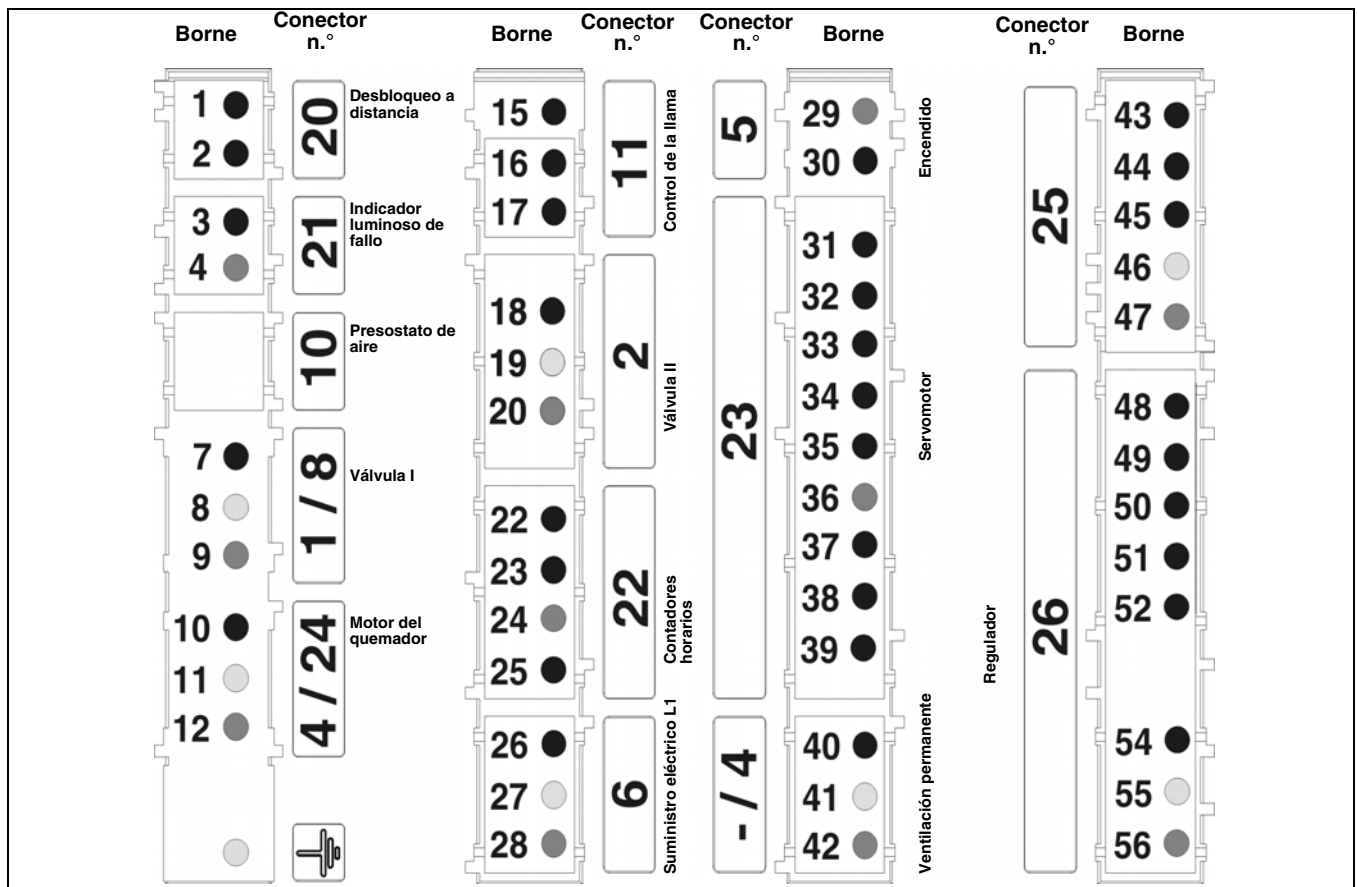 Borne
Conector
n.°
Borne
Conector
n.°
Conector
n.°
Borne
Conector
n.°
Borne
1
2
20
Desbloqueo a
distancia
3
4
21
Indicador
luminoso de
fallo
10
Presostato de
aire
7
8
9
1 / 8
Válvula I
10
11
12
4 / 24
Motor del
quemador
15
16
17
11
Control de la llama
18
19
20
2
Válvula II
22
23
24
25
22
Contadores
horarios
26
27
28
6
Suministro eléctrico L1
5
29
30
Encendido
23
31
32
33
34
35
36
37
38
39
Servomotor
- / 4
40
41
42
Ventilación permanente
25
43
44
45
46
47
Regulador
26
48
49
50
51
52
54
55
56